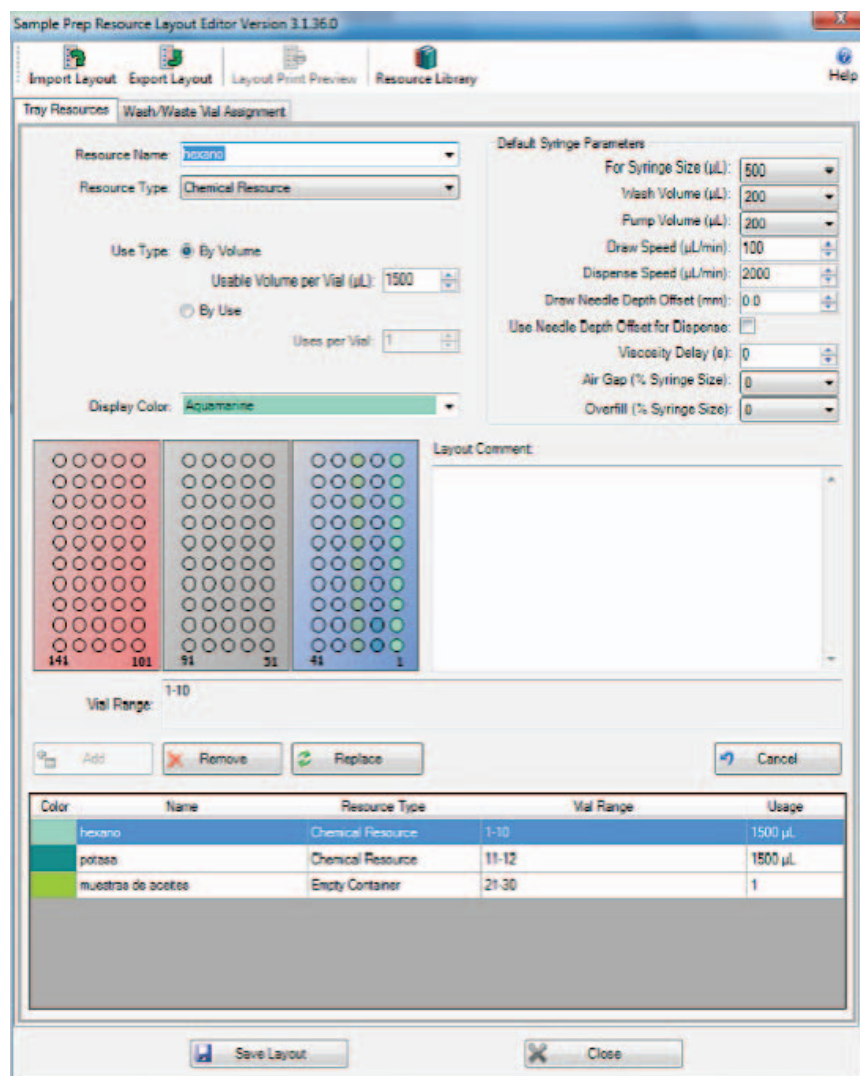 Sample Prep Resource Layout Editor Version 3.1.36.0
Import Layout Export Layout Layout Print Preview Resource Library Help
Tray Resources Wash/Waste Vial Assignment
Resource Name: hexano
Resource Type: Chemical Resource
Use Type: By Volume
Usable Volume per Vial (µL): 1500
By Use
Uses per Vial: 1
Display Color: Aquamarine
Default Syringe Parameters
For Syringe Size (µL): 500
Wash Volume (µL): 200
Pump Volume (µL): 200
Draw Speed (µL/min): 100
Dispense Speed (µL/min): 2000
Draw Needle Depth Offset (mm): 0.0
Use Needle Depth Offset for Dispense:
Viscosity Delay (s): 0
Air Gap (% Syringe Size): 0
Overfill (% Syringe Size): 0
141 101 91 51 41 1
Layout Comment:
Vial Range: 1-10
Add Remove Replace Cancel
Color Name Resource Type Vial Range Usage
hexano Chemical Resource 1-10 1500 µL
potasa Chemical Resource 11-12 1500 µL
muestras de aceites Empty Container 21-30 1
Save Layout Close